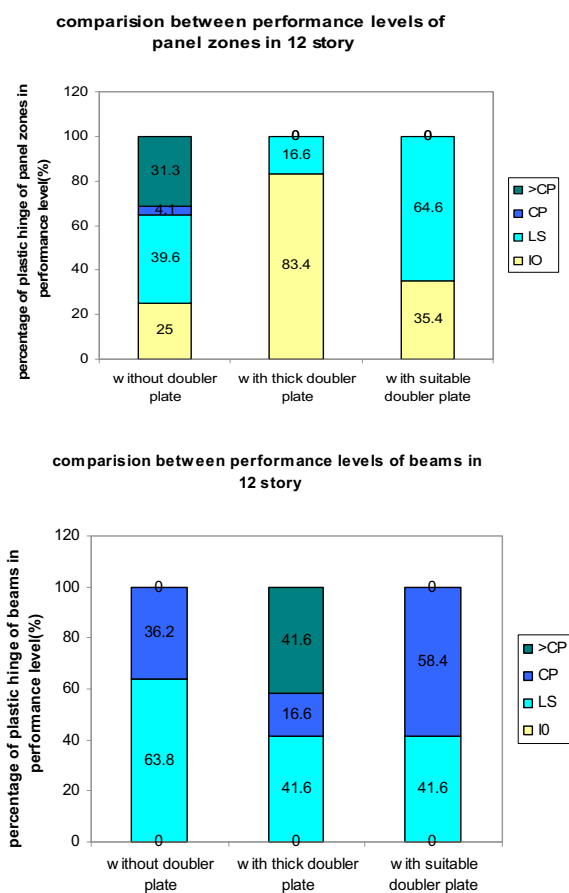 comparision between performance levels of
panel zones in 12 story
percentage of plastic hinge of panel zones in
performance level(%)
120
100
80
60
40
20
0
31.3
4.1
39.6
25
0
16.6
83.4
0
64.6
35.4
without doubler
plate
with thick doubler
plate
with suitable
doubler plate
>CP
CP
LS
IO
comparision between performance levels of beams in
12 story
percentage of plastic hinge of beams in
performance level(%)
120
100
80
60
40
20
0
0
36.2
63.8
0
41.6
16.6
41.6
0
0
58.4
41.6
0
without doubler
plate
with thick doubler
plate
with suitable
doubler plate
>CP
CP
LS
I0